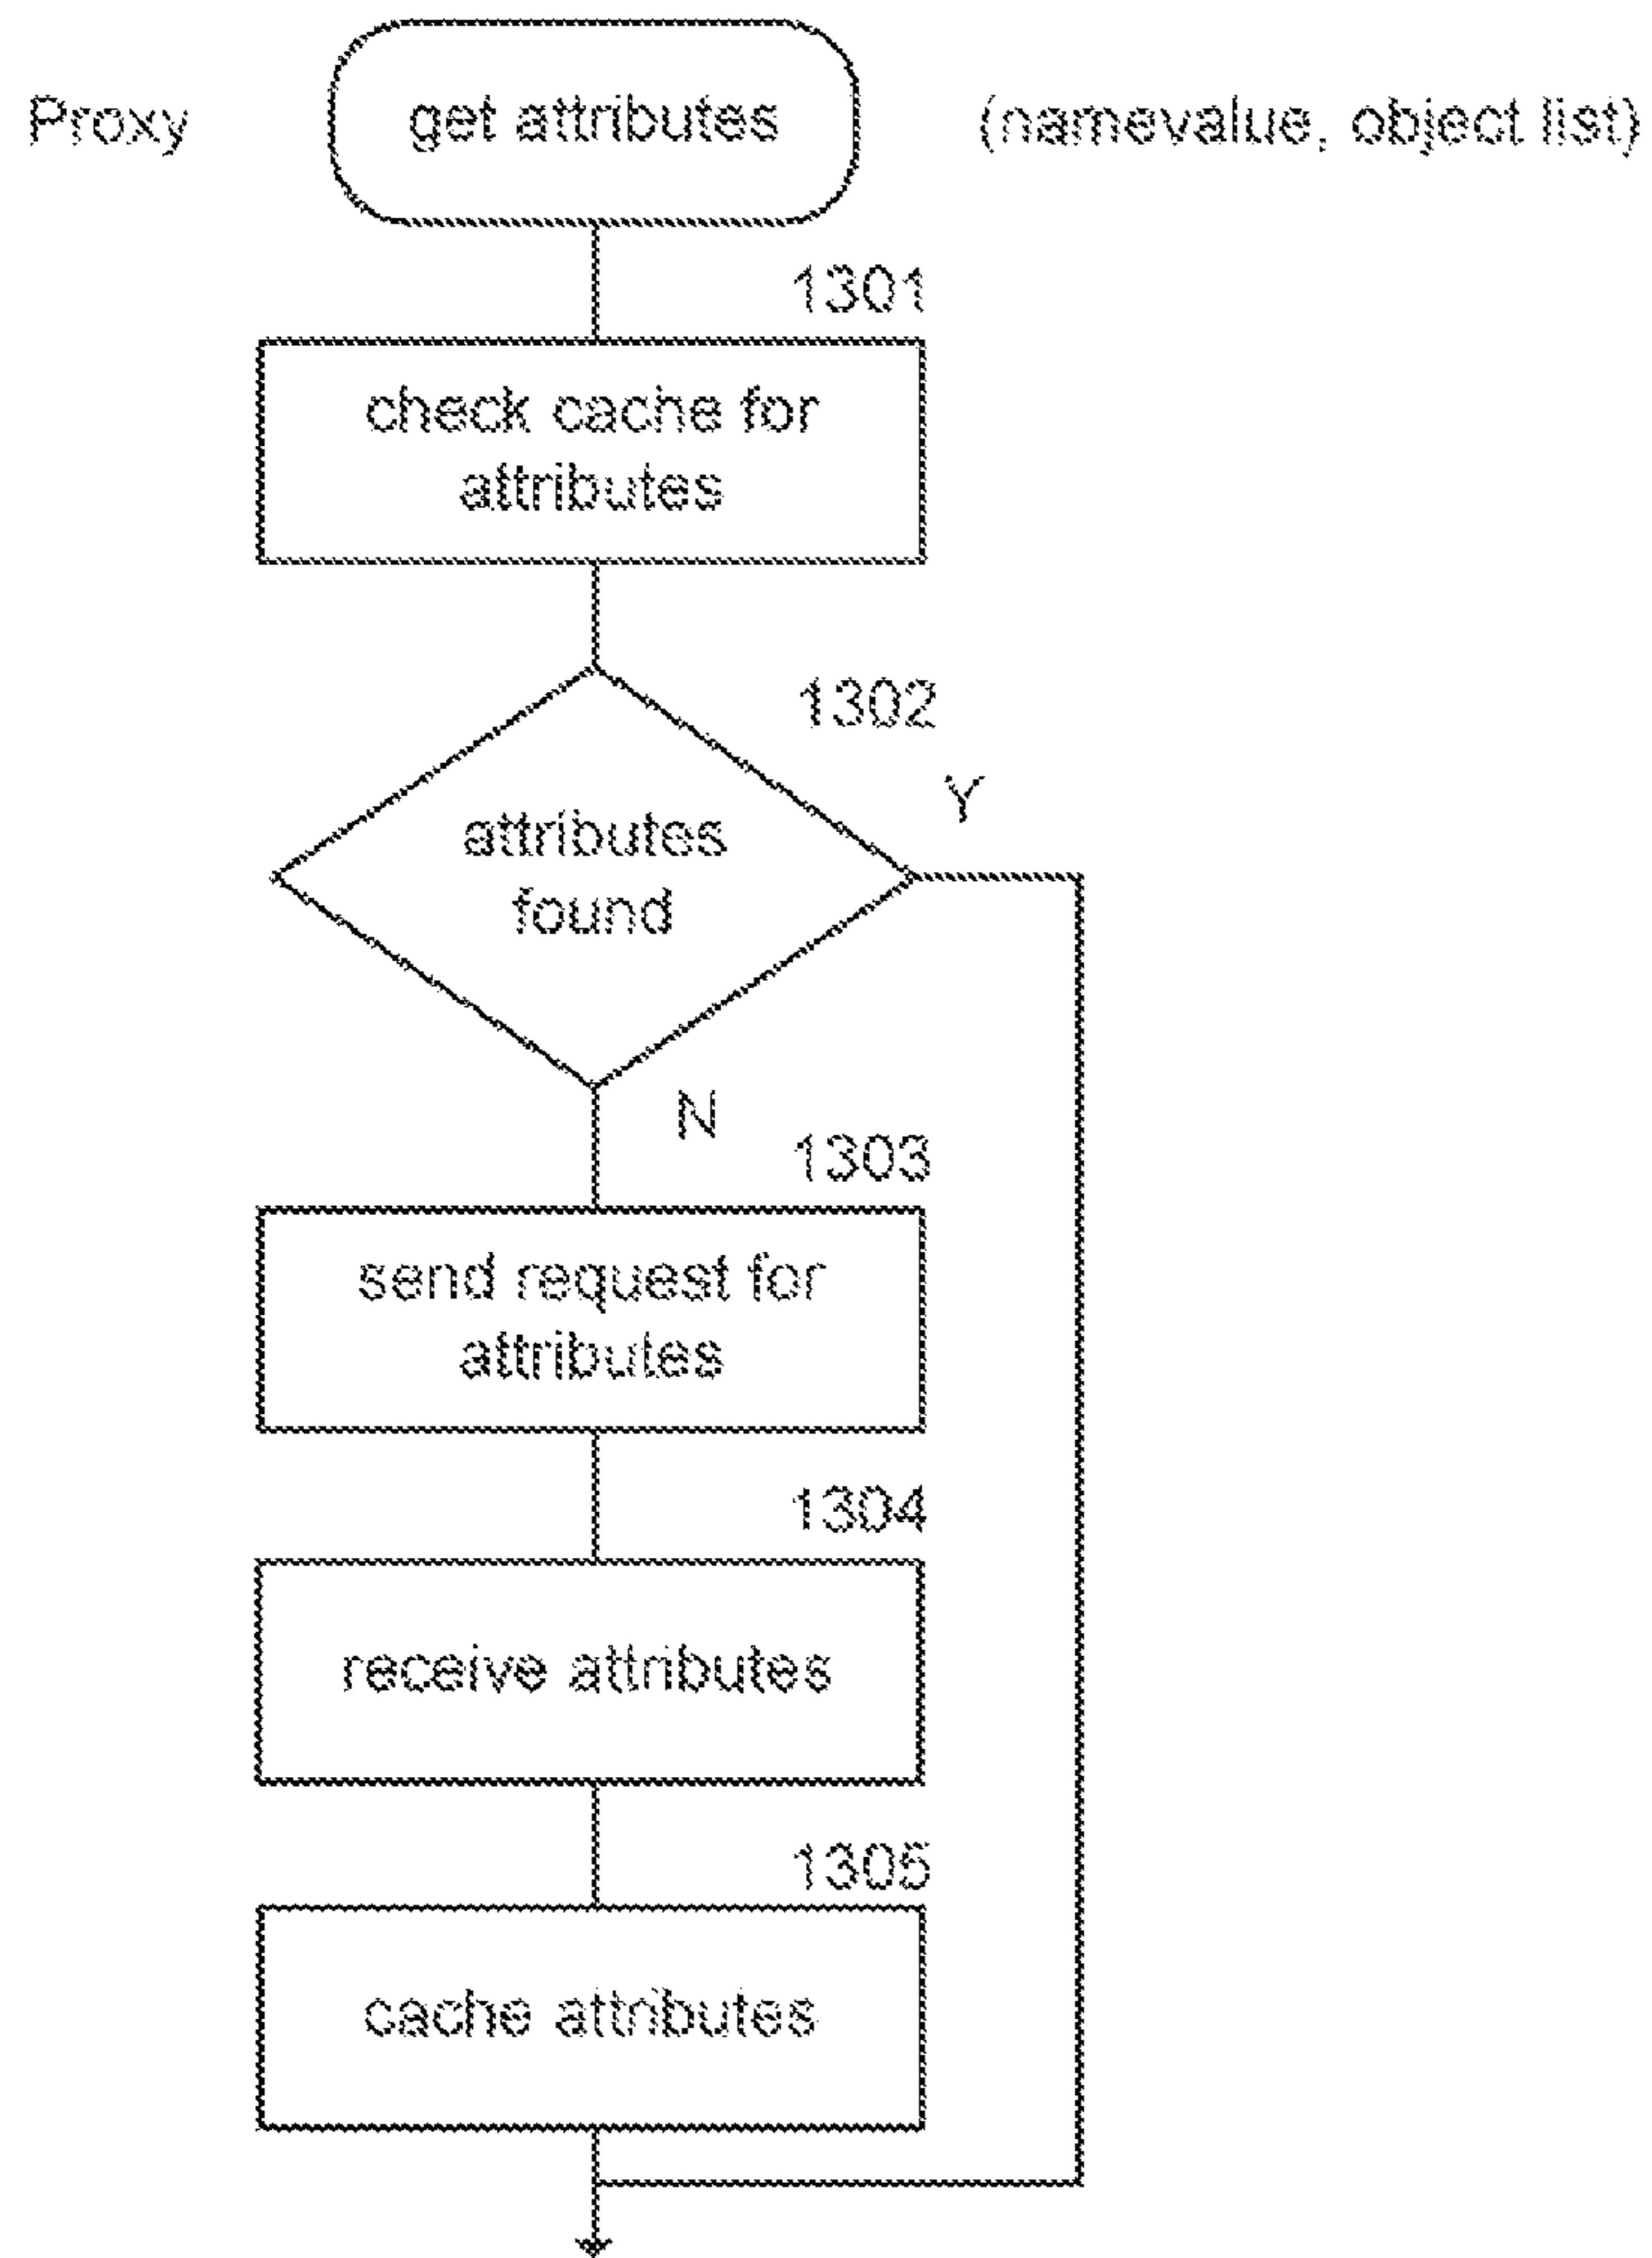 Proxy
get attributes
(namevalue, object list)
1301
check cache for
attributes
1302
Y
attributes
found
N
1303
send request for
attributes
1304
receive attributes
1305
cache attributes